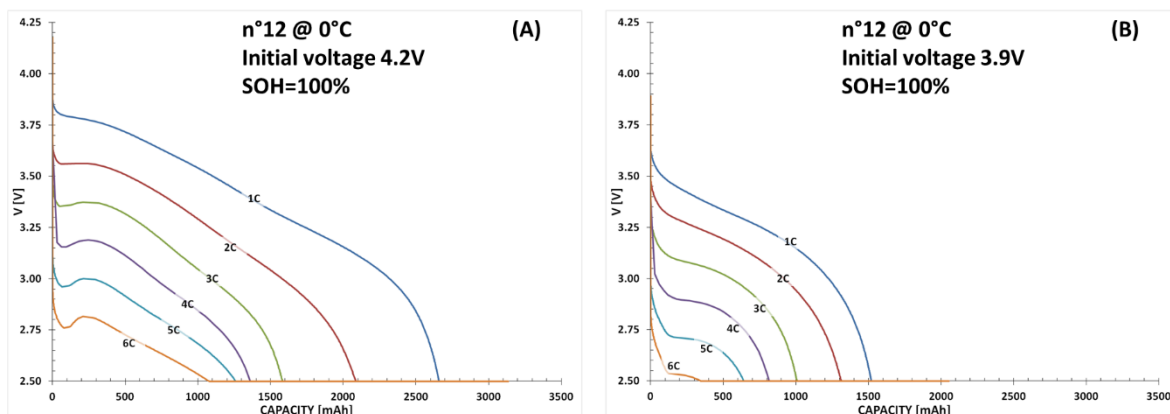 n°12 @ 0°C (A)
Initial voltage 4.2V
SOH=100%
4.25
4.00
3.75
3.50
3.25
3.00
2.75
2.50
V [V]
1C
2C
3C
4C
5C
6C
0 500 1000 1500 2000 2500 3000 3500
CAPACITY [mAh]
n°12 @ 0°C (B)
Initial voltage 3.9V
SOH=100%
4.25
4.00
3.75
3.50
3.25
3.00
2.75
2.50
V [V]
1C
2C
3C
4C
5C
6C
0 500 1000 1500 2000 2500 3000 3500
CAPACITY [mAh]